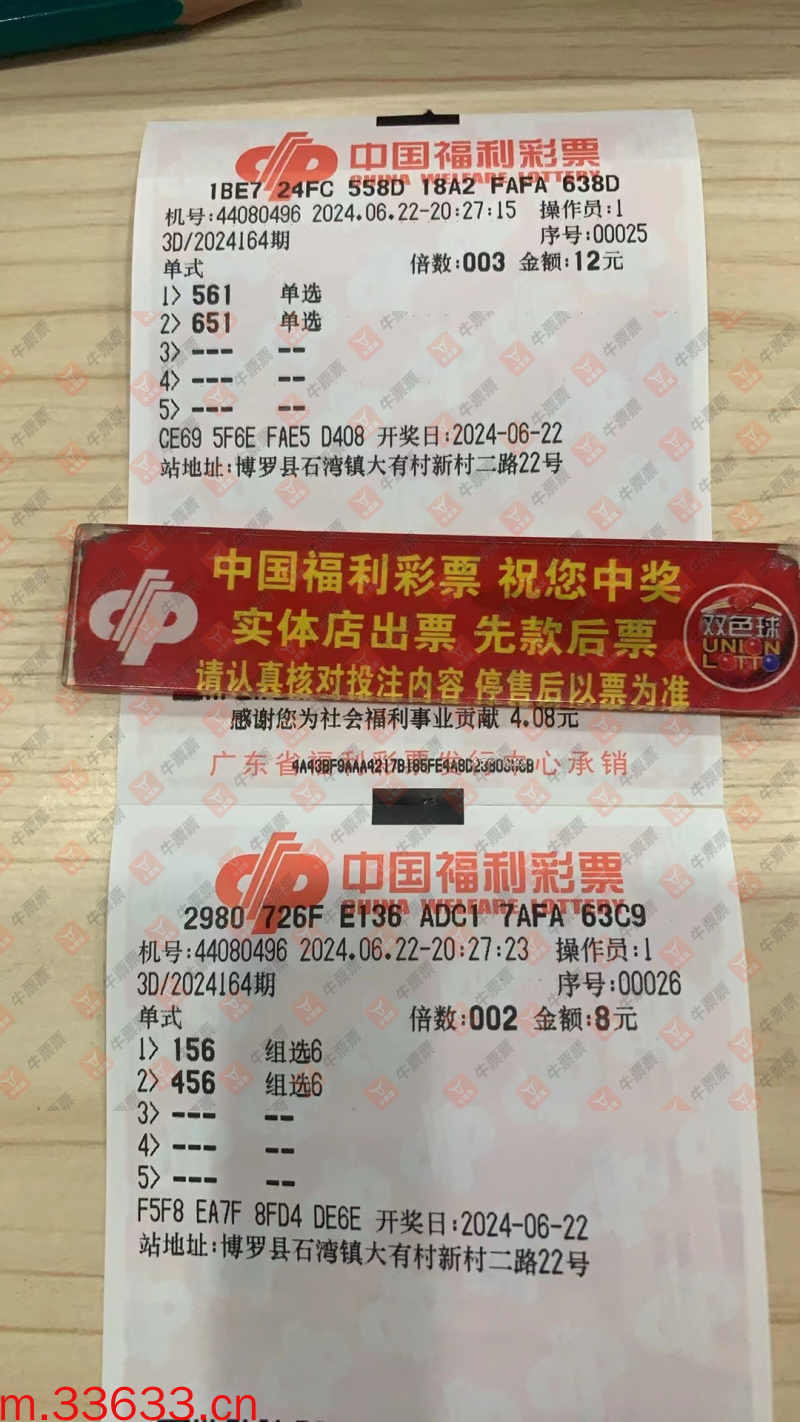 中国福利彩票
CHINA WELFARE LOTTERY
1BE7 24FC 558D 18A2 FAFA 638D
机号:44080496 2024.06.22-20:27:15 操作员:1
3D/2024164期 序号:00025
单式 倍数:003 金额:12元
1> 561 单选
2> 651 单选
3> --- --
4> --- --
5> --- --
CE69 5F6E FAE5 D408 开奖日:2024-06-22
站地址:博罗县石湾镇大有村新村二路22号
中国福利彩票 祝您中奖
实体店出票 先款后票
请认真核对投注内容 停售后以票为准
双色球
UNION
LOTTO
感谢您为社会福利事业贡献 4.08元
广东省福利彩票发行中心承销
中国福利彩票
CHINA WELFARE LOTTERY
2980 726F E136 ADC1 7AFA 63C9
机号:44080496 2024.06.22-20:27:23 操作员:1
3D/2024164期 序号:00026
单式 倍数:002 金额:8元
1> 156 组选6
2> 456 组选6
3> --- --
4> --- --
5> --- --
F5F8 EA7F 8FD4 DE6E 开奖日:2024-06-22
站地址:博罗县石湾镇大有村新村二路22号
m.33633.cn
牛票票